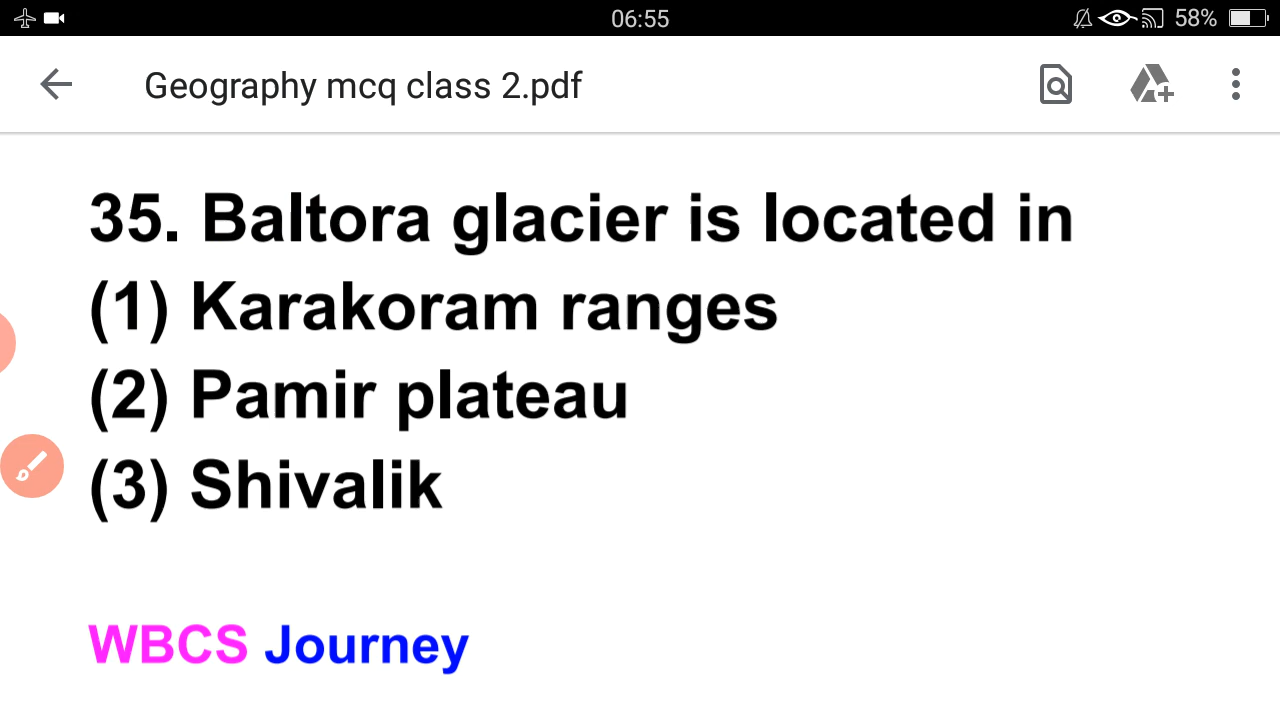 06:55
58%
Geography mcq class 2.pdf
35. Baltora glacier is located in
(1) Karakoram ranges
(2) Pamir plateau
(3) Shivalik
WBCS Journey